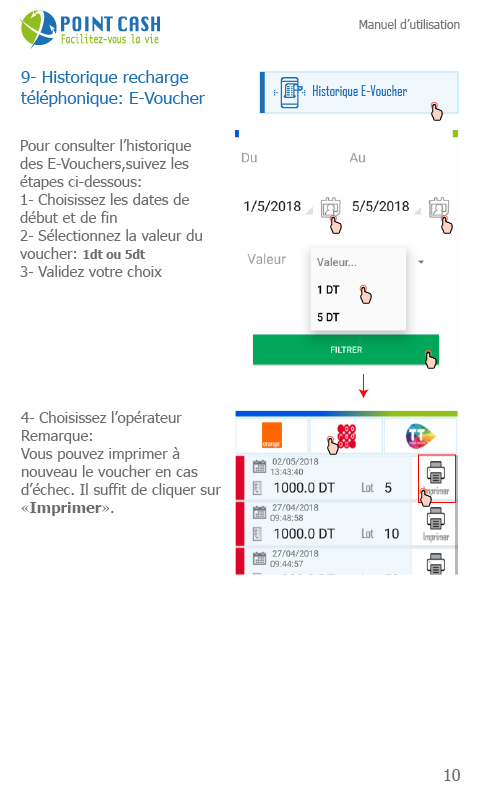 POINT CASH
Facilitez-vous la vie
Manuel d'utilisation
9- Historique recharge
téléphonique: E-Voucher
Historique E-Voucher
Pour consulter l'historique
des E-Vouchers,suivez les
étapes ci-dessous:
1- Choisissez les dates de
début et de fin
2- Sélectionnez la valeur du
voucher: 1dt ou 5dt
3- Validez votre choix
Du Au
1/5/2018 5/5/2018
Valeur
Valeur...
1 DT
5 DT
FILTRER
4- Choisissez l'opérateur
Remarque:
Vous pouvez imprimer à
nouveau le voucher en cas
d'échec. Il suffit de cliquer sur
«Imprimer».
orange
TT
02/05/2018
13:43:40
1000.0 DT Lot 5
Imprimer
27/04/2018
09:48:58
1000.0 DT Lot 10
Imprimer
27/04/2018
09:44:57
10